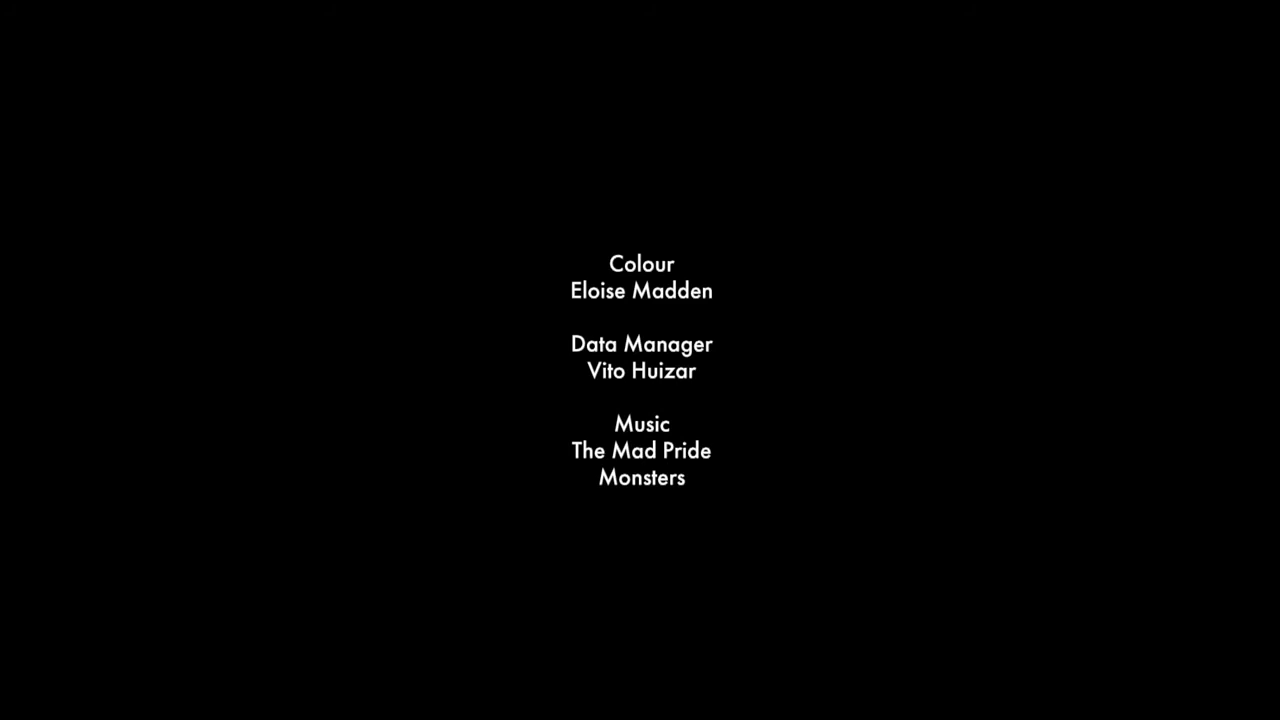 Colour
Eloise Madden
Data Manager
Vito Huizar
Music
The Mad Pride
Monsters